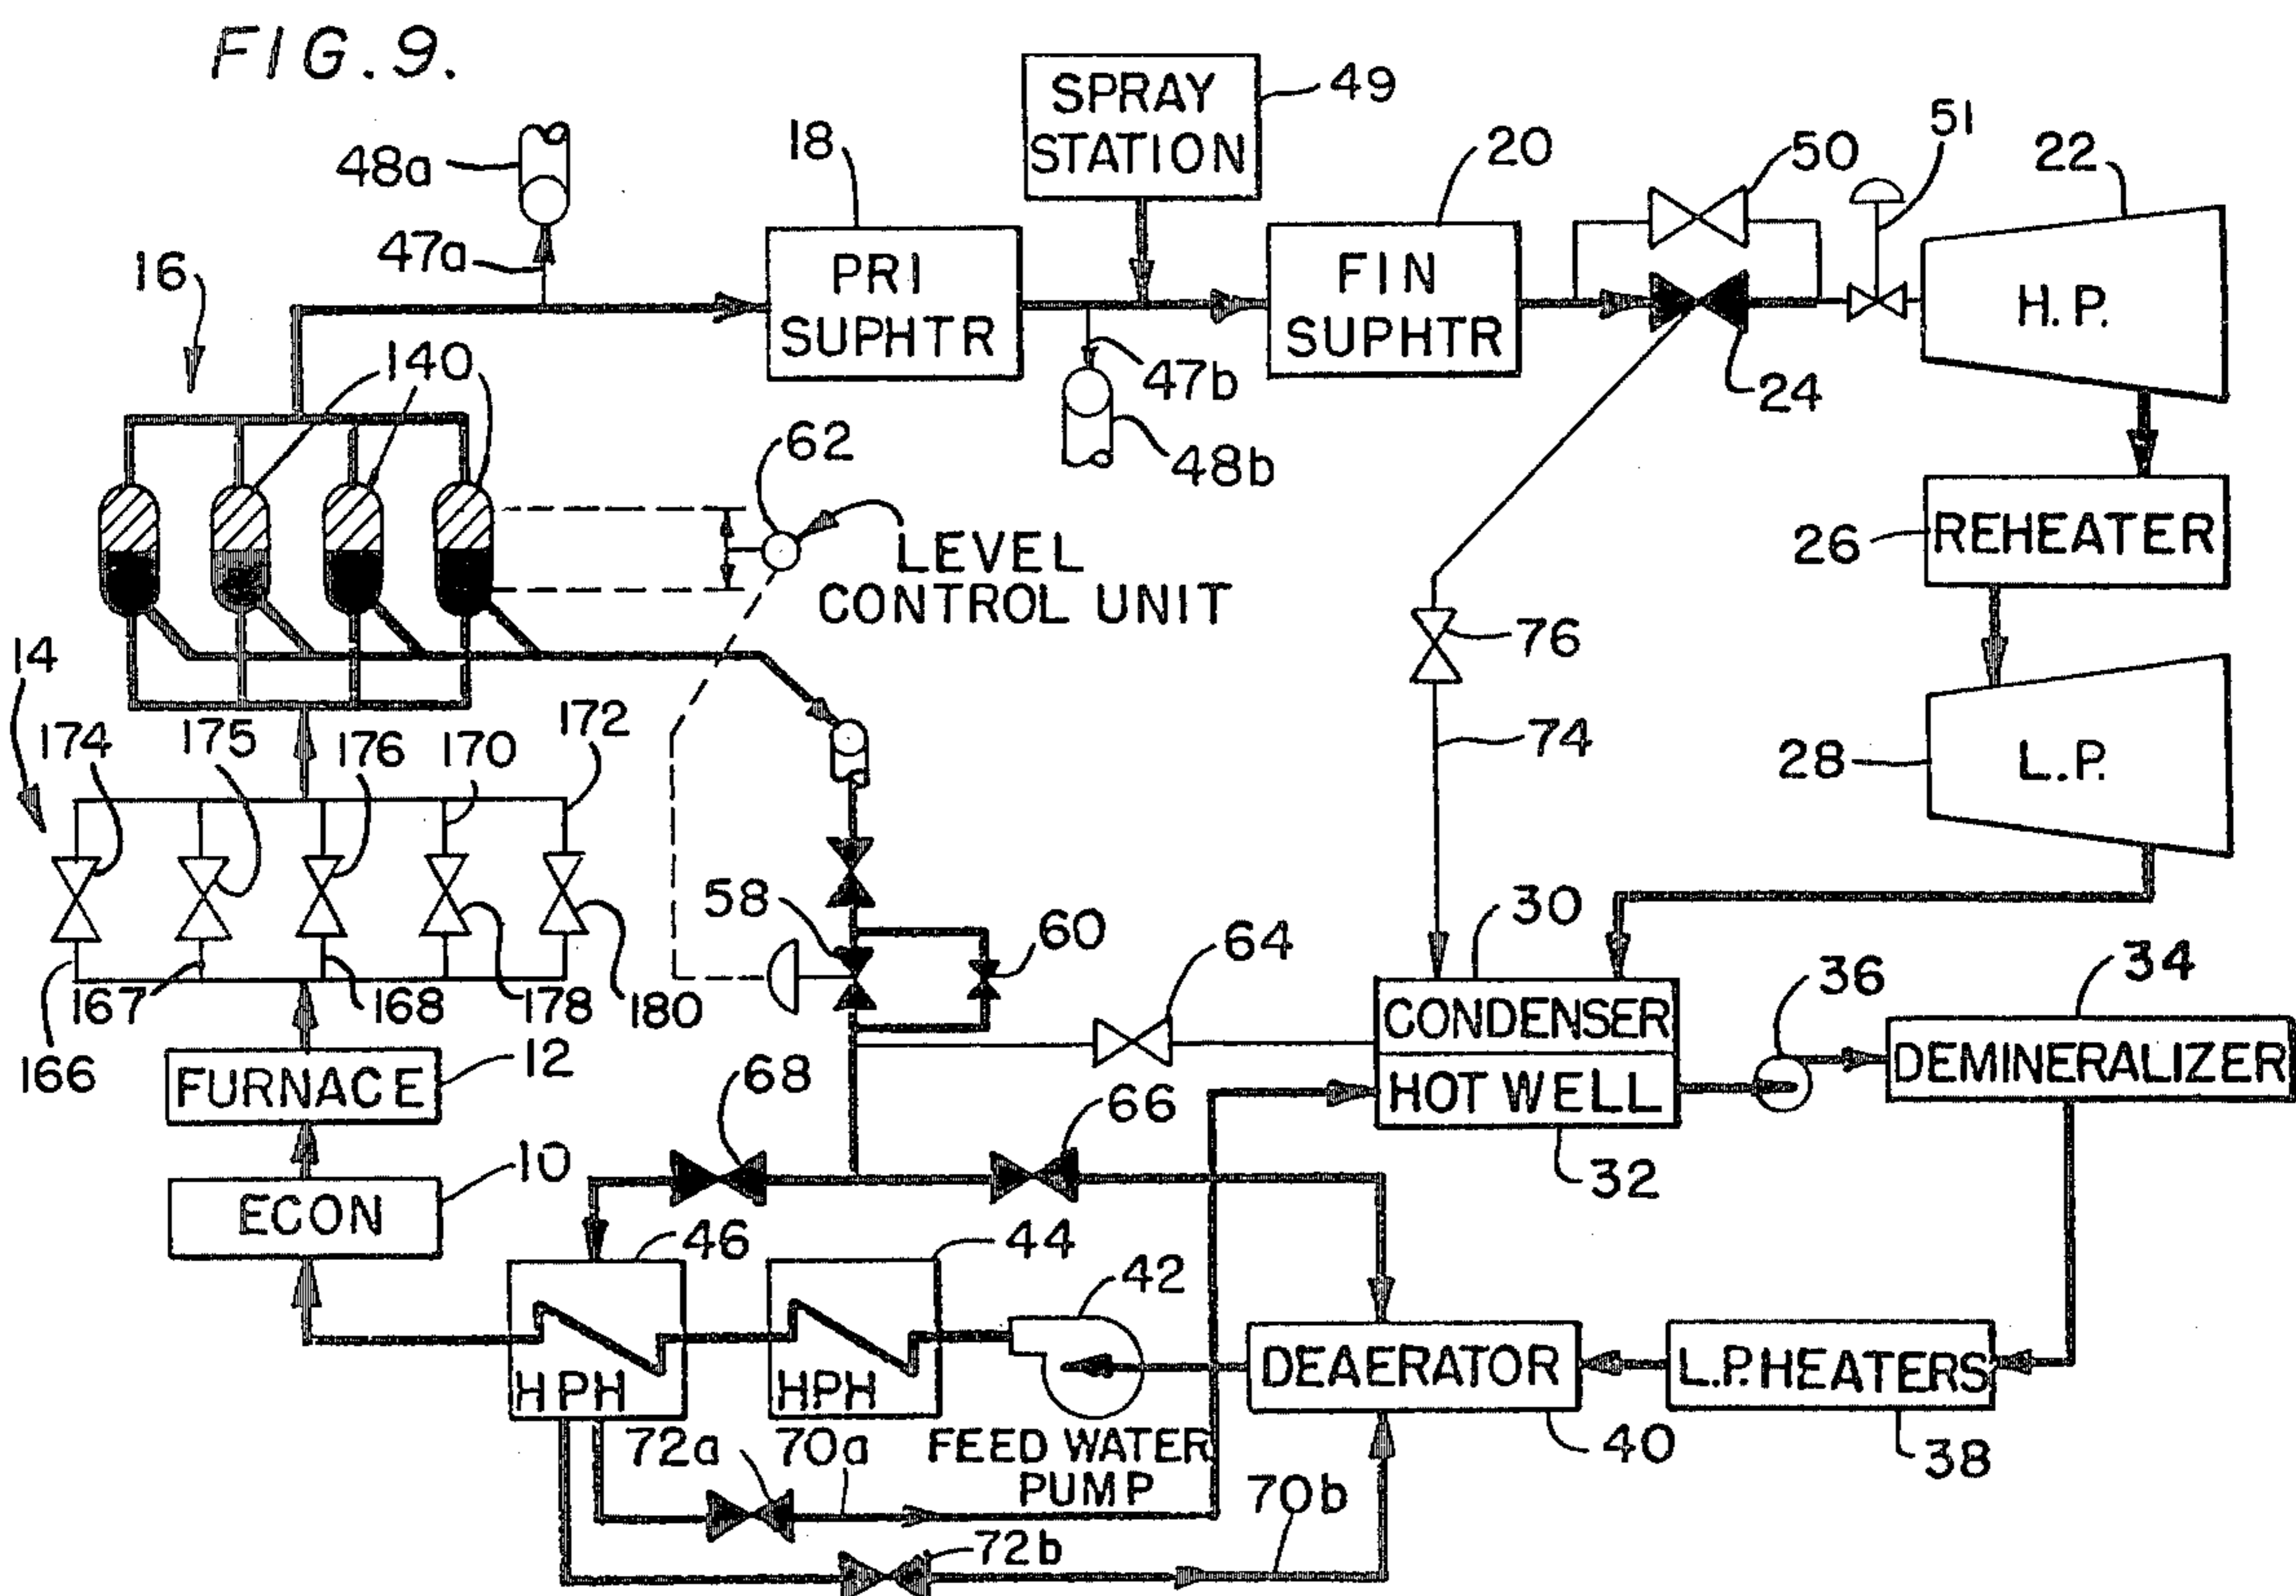 FIG. 9.
SPRAY
STATION
49
48a
18
20
50
51
22
47a
16
PRI
SUPHTR
FIN
SUPHTR
H.P.
140
47b
24
62
48b
LEVEL
CONTROL UNIT
26
REHEATER
76
14
174
175
176
170
172
74
28
L.P.
58
60
64
30
36
34
166
167
168
178
180
CONDENSER
HOT WELL
DEMINERALIZER
FURNACE
12
68
66
32
ECON
10
46
44
42
HPH
HPH
DEAERATOR
L.P. HEATERS
72a
70a
FEED WATER
PUMP
40
38
70b
72b